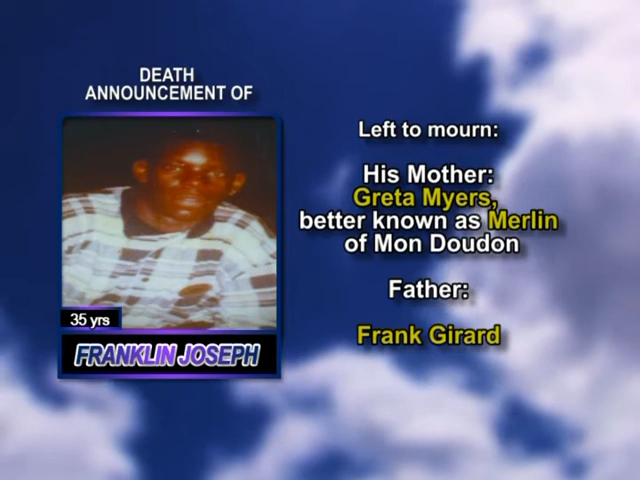 DEATH
ANNOUNCEMENT OF
35 yrs
FRANKLIN JOSEPH
Left to mourn:
His Mother:
Greta Myers,
better known as Merlin
of Mon Doudon
Father:
Frank Girard